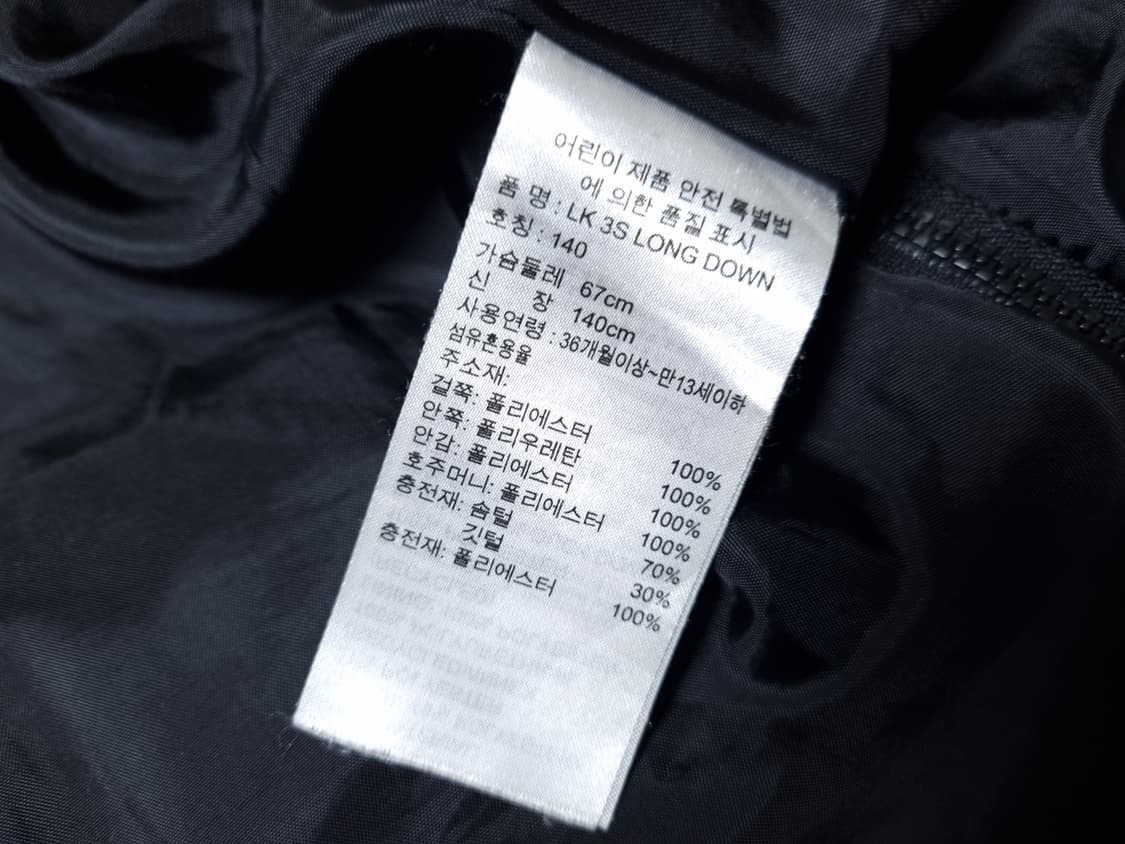 어린이 제품 안전 특별법
에 의한 품질 표시
품 명 : LK 3S LONG DOWN
호칭 : 140
가슴둘레 67cm
신 장 140cm
사용연령 : 36개월이상~만13세이하
섬유혼용율
주소재:
겉쪽: 폴리에스터 100%
안쪽: 폴리우레탄 100%
안감: 폴리에스터 100%
호주머니: 폴리에스터 100%
충전재: 솜털 70%
깃털 30%
충전재: 폴리에스터 100%